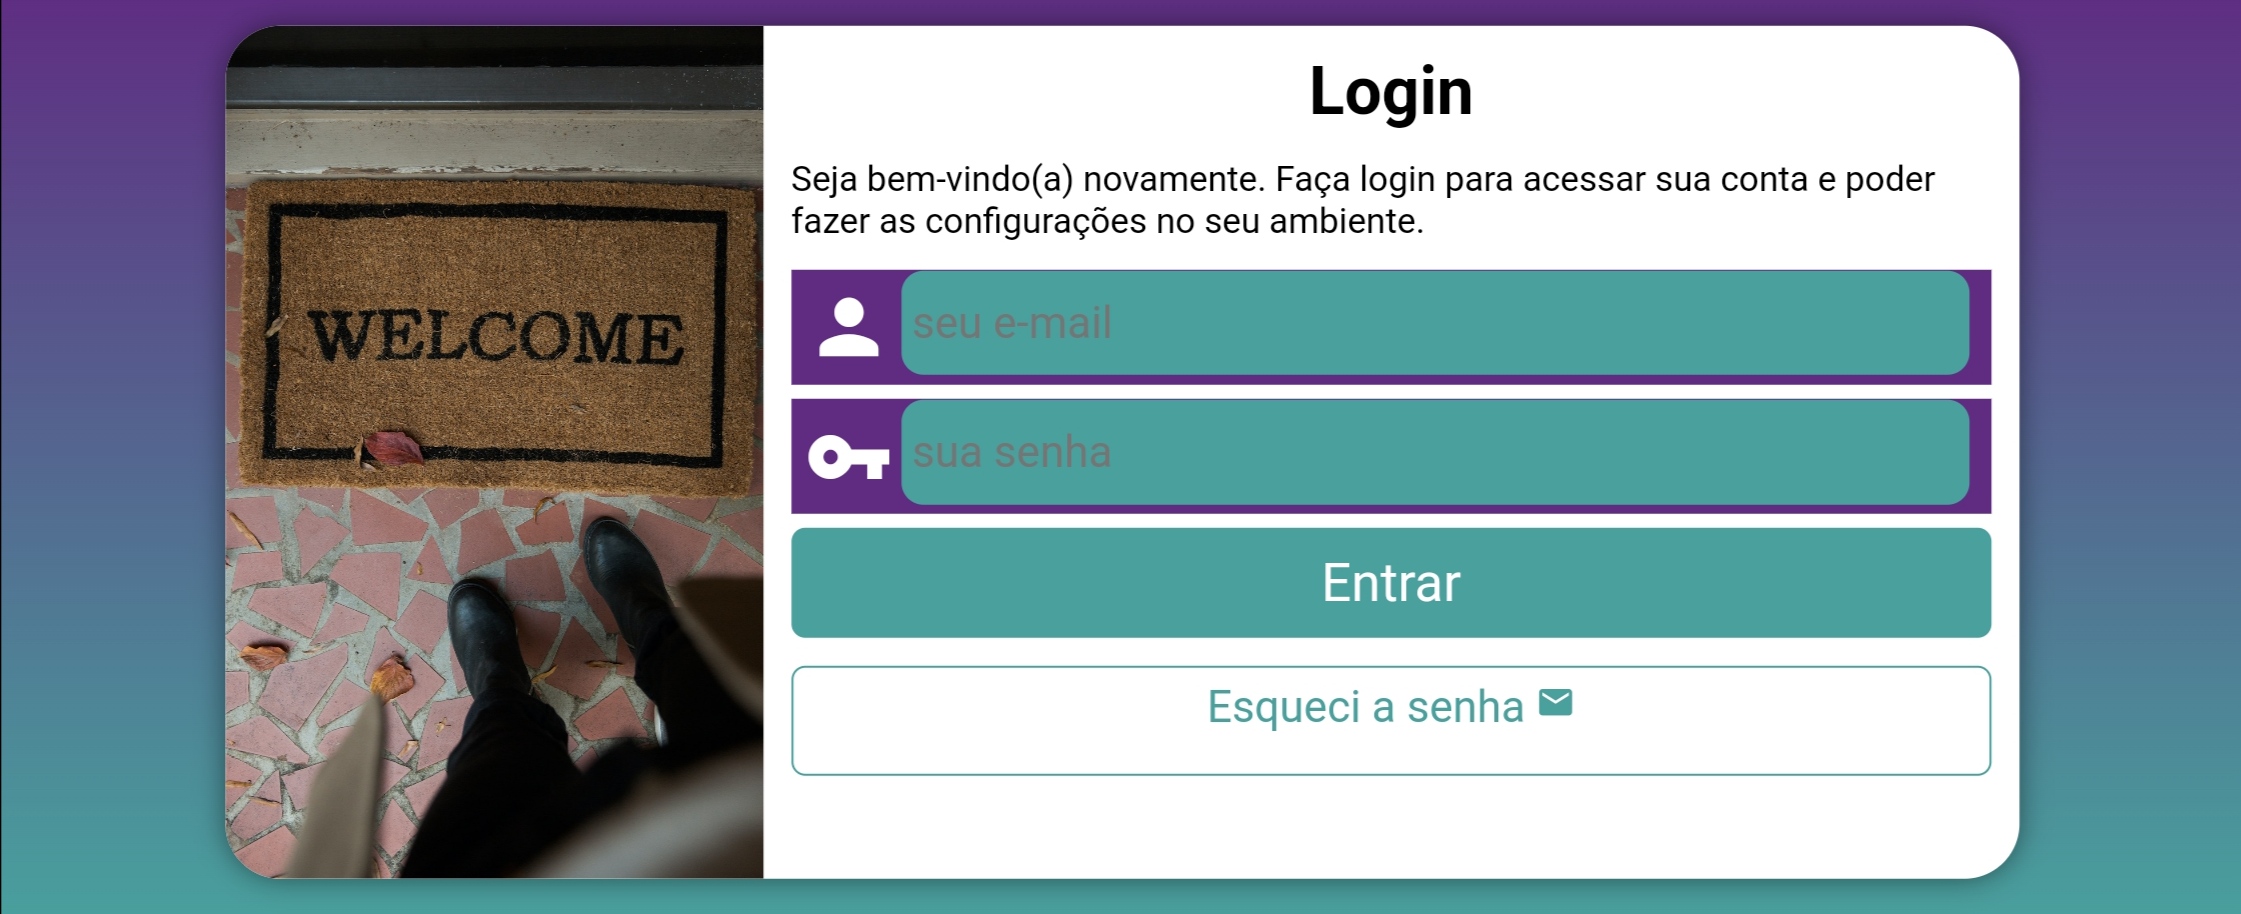 WELCOME
Login
Seja bem-vindo(a) novamente. Faça login para acessar sua conta e poder
fazer as configurações no seu ambiente.
seu e-mail
sua senha
Entrar
Esqueci a senha